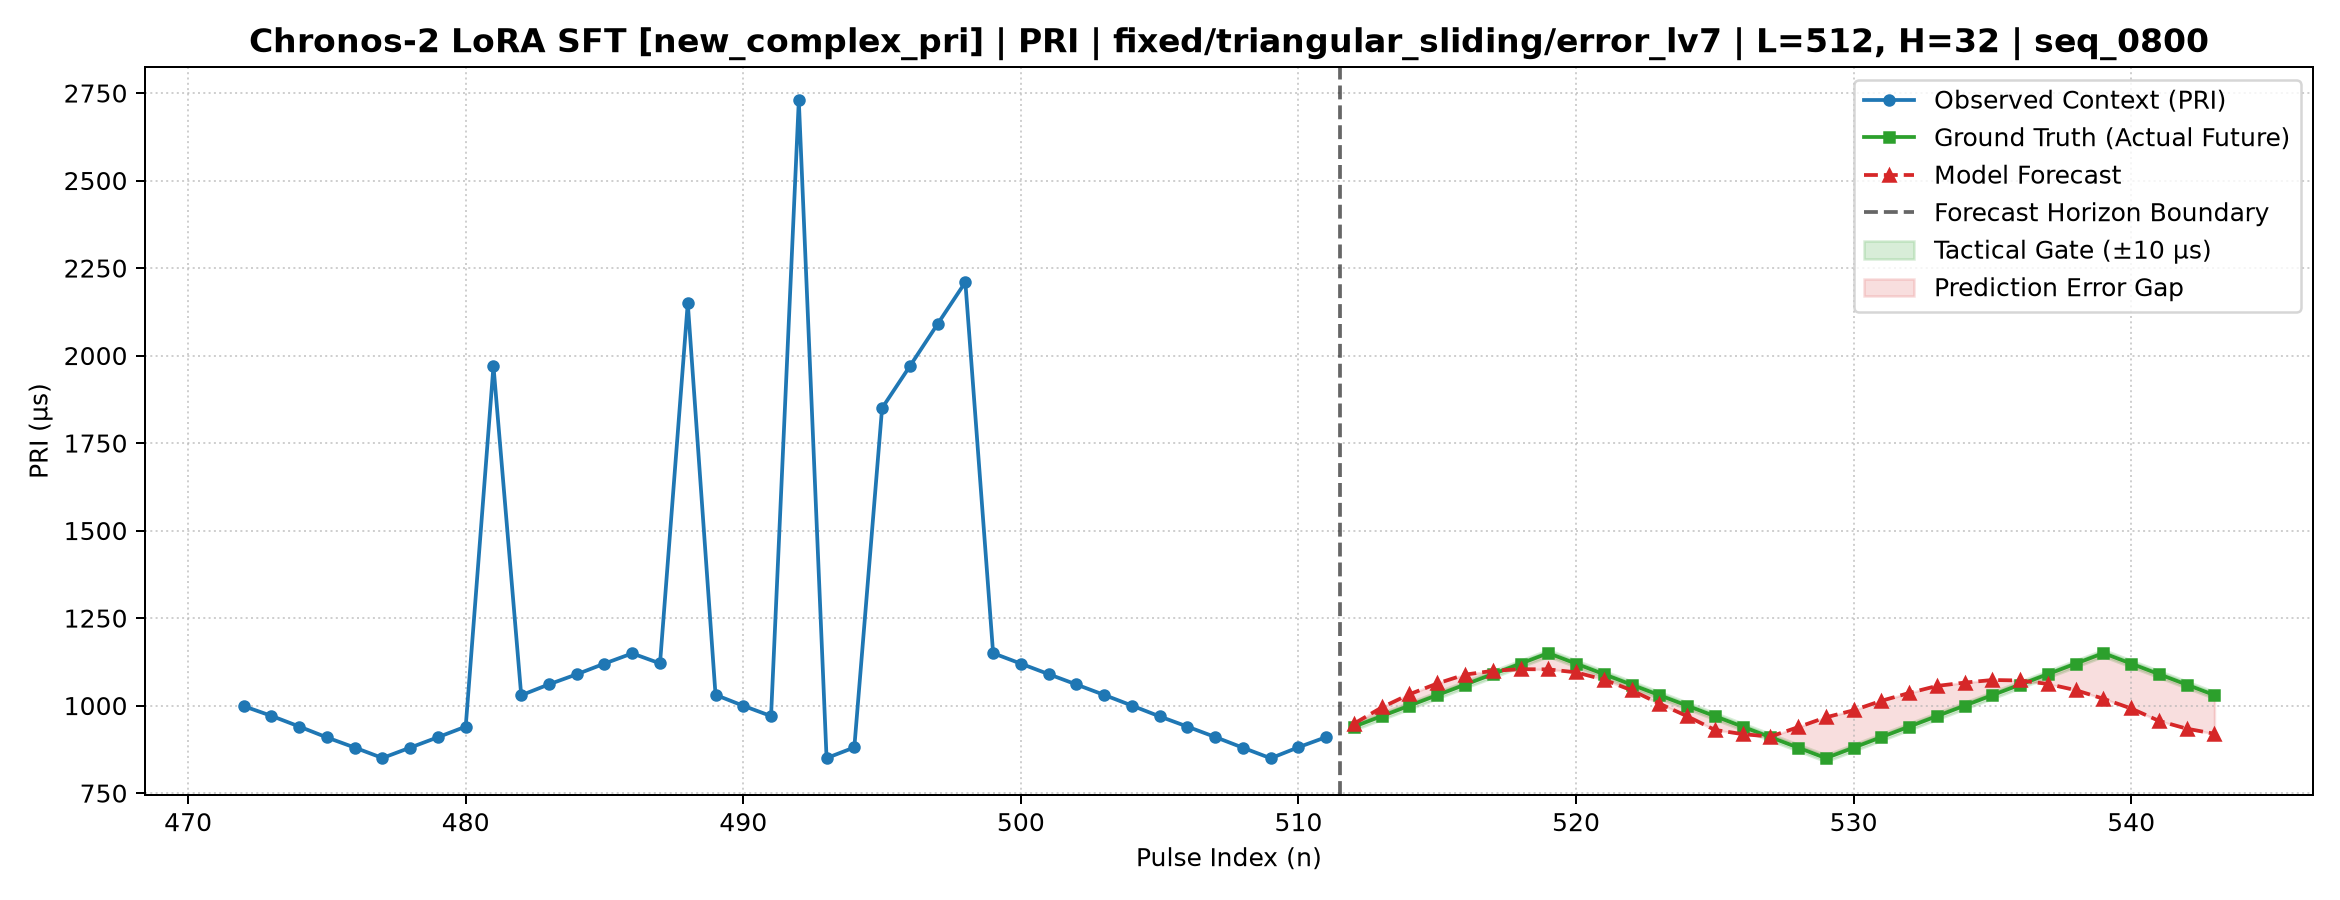 Chronos-2 LoRA SFT [new_complex_pri] | PRI | fixed/triangular_sliding/error_lv7 | L=512, H=32 | seq_0800
PRI (µs)
2750
2500
2250
2000
1750
1500
1250
1000
750
Observed Context (PRI)
Ground Truth (Actual Future)
Model Forecast
Forecast Horizon Boundary
Tactical Gate (±10 µs)
Prediction Error Gap
470 480 490 500 510 520 530 540
Pulse Index (n)